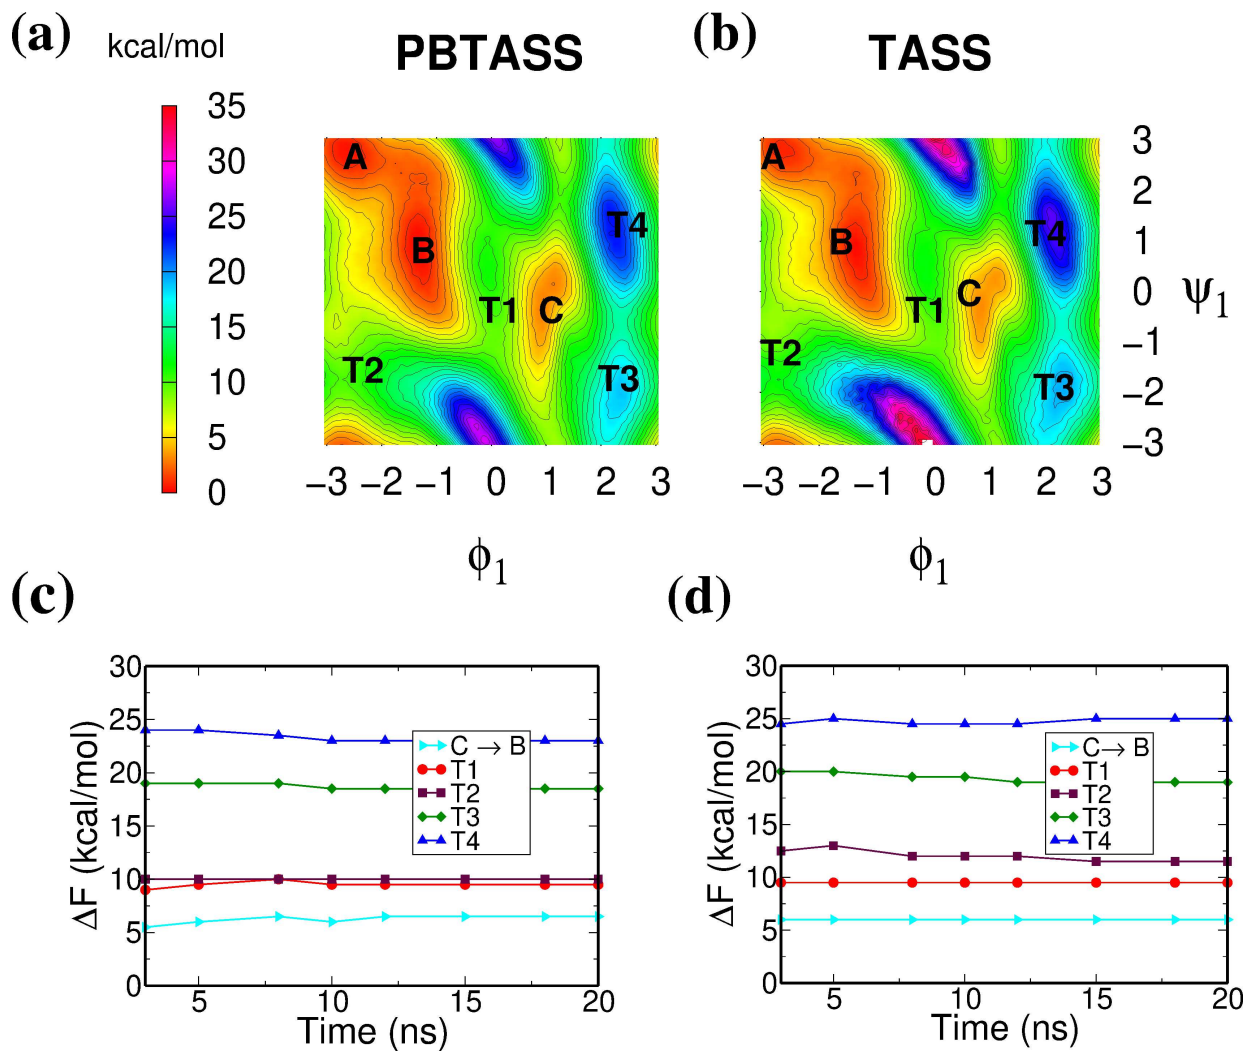 (a)
kcal/mol
PBTASS
(b)
TASS
35
30
25
20
15
10
5
0
A
B
C
T1
T2
T3
T4
−3 −2 −1 0 1 2 3
ϕ1
A
B
C
T1
T2
T3
T4
3
2
1
0
−1
−2
−3
ψ1
−3 −2 −1 0 1 2 3
ϕ1
(c)
30
25
20
15
10
5
0
ΔF (kcal/mol)
C → B
T1
T2
T3
T4
5 10 15 20
Time (ns)
(d)
30
25
20
15
10
5
0
ΔF (kcal/mol)
C → B
T1
T2
T3
T4
5 10 15 20
Time (ns)